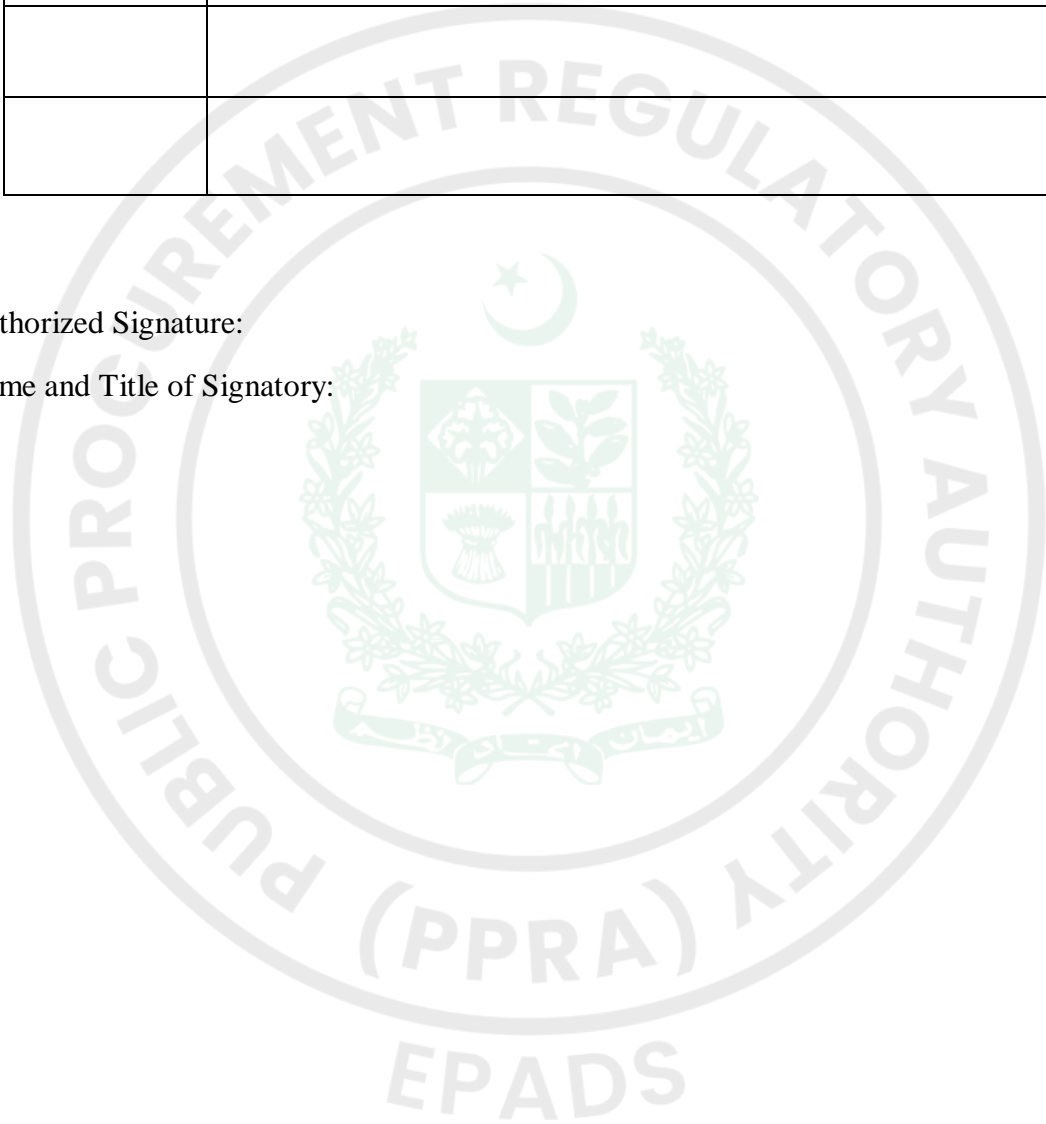 thorized Signature:
me and Title of Signatory:
PUBLIC PROCUREMENT REGULATORY AUTHORITY
(PPRA)
EPADS